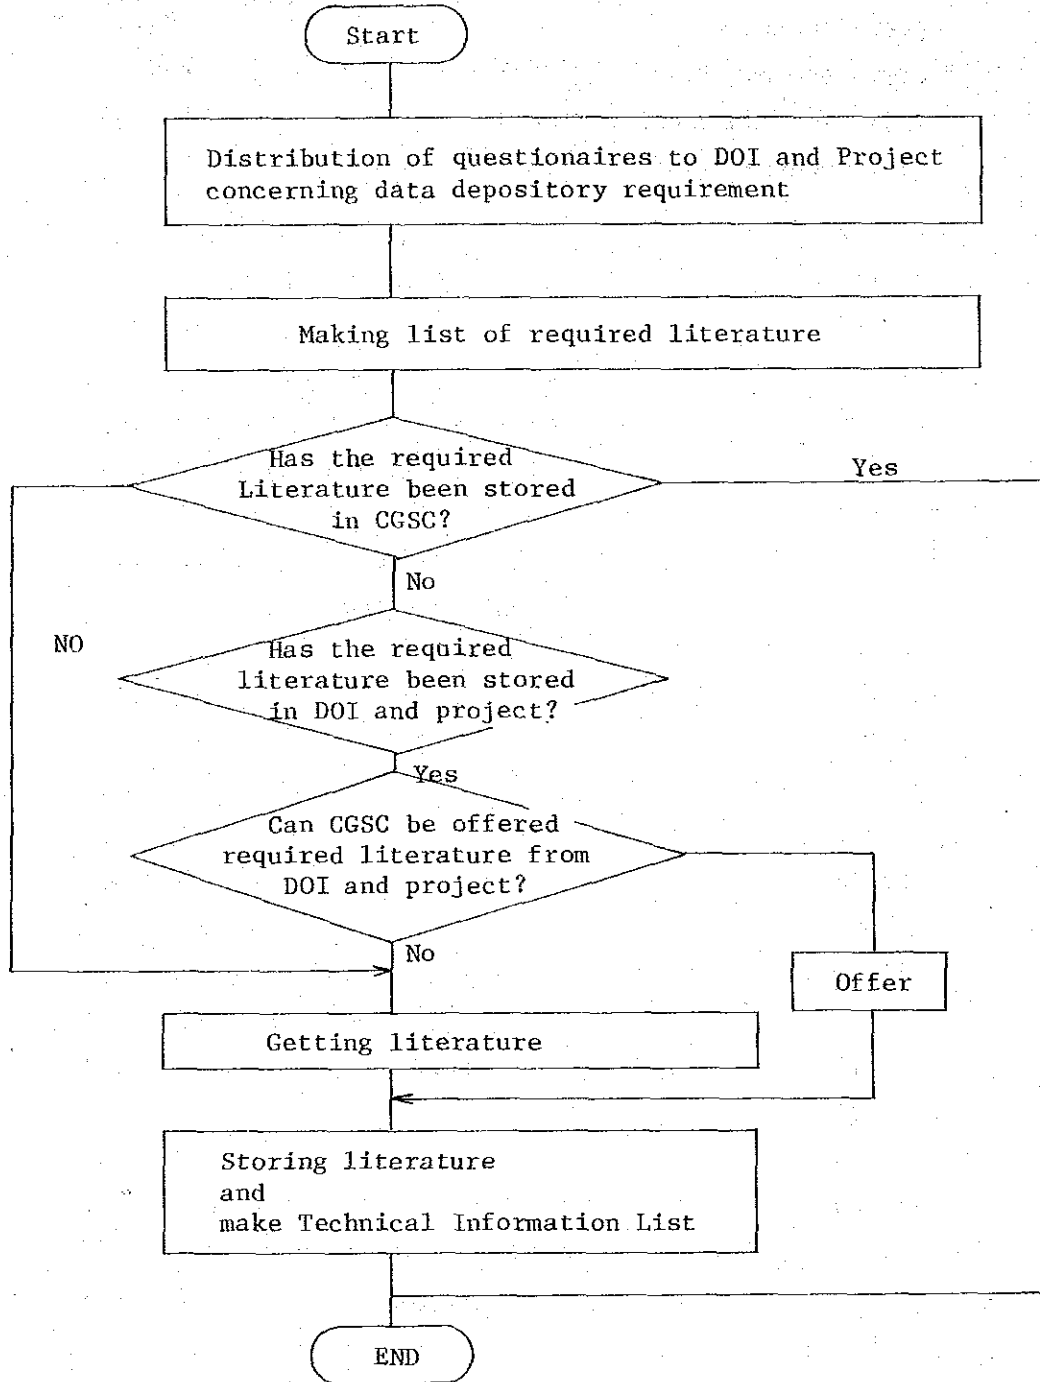 Start
Distribution of questionaires to DOI and Project
concerning data depository requirement
Making list of required literature
Has the required
Literature been stored
in CGSC?
Yes
No
NO
Has the required
literature been stored
in DOI and project?
Yes
Can CGSC be offered
required literature from
DOI and project?
No
Offer
Getting literature
Storing literature
and
make Technical Information List
END